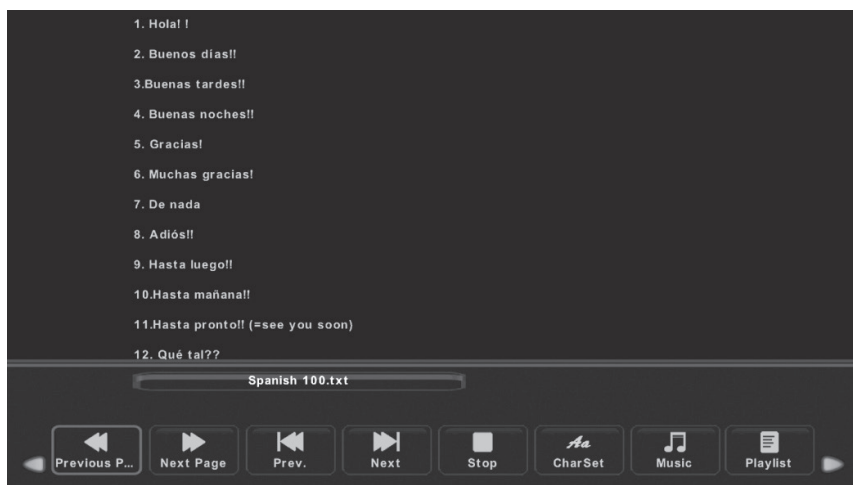 1. Hola! !
2. Buenos días!!
3.Buenas tardes!!
4. Buenas noches!!
5. Gracias!
6. Muchas gracias!
7. De nada
8. Adiós!!
9. Hasta luego!!
10.Hasta mañana!!
11.Hasta pronto!! (=see you soon)
12. Qué tal??
Spanish 100.txt
Previous P... Next Page Prev. Next Stop Aa CharSet Music Playlist